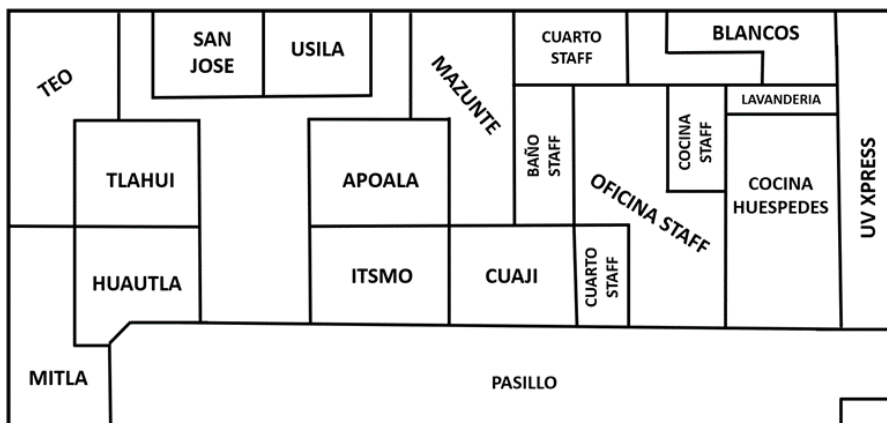 TEO
SAN
JOSE
USILA
MAZUNTE
CUARTO
STAFF
BLANCOS
LAVANDERIA
TLAHUI
APOALA
BAÑO
STAFF
OFICINA STAFF
COCINA
STAFF
COCINA
HUESPEDES
UV XPRESS
HUAUTLA
ITSMO
CUAJI
CUARTO
STAFF
MITLA
PASILLO